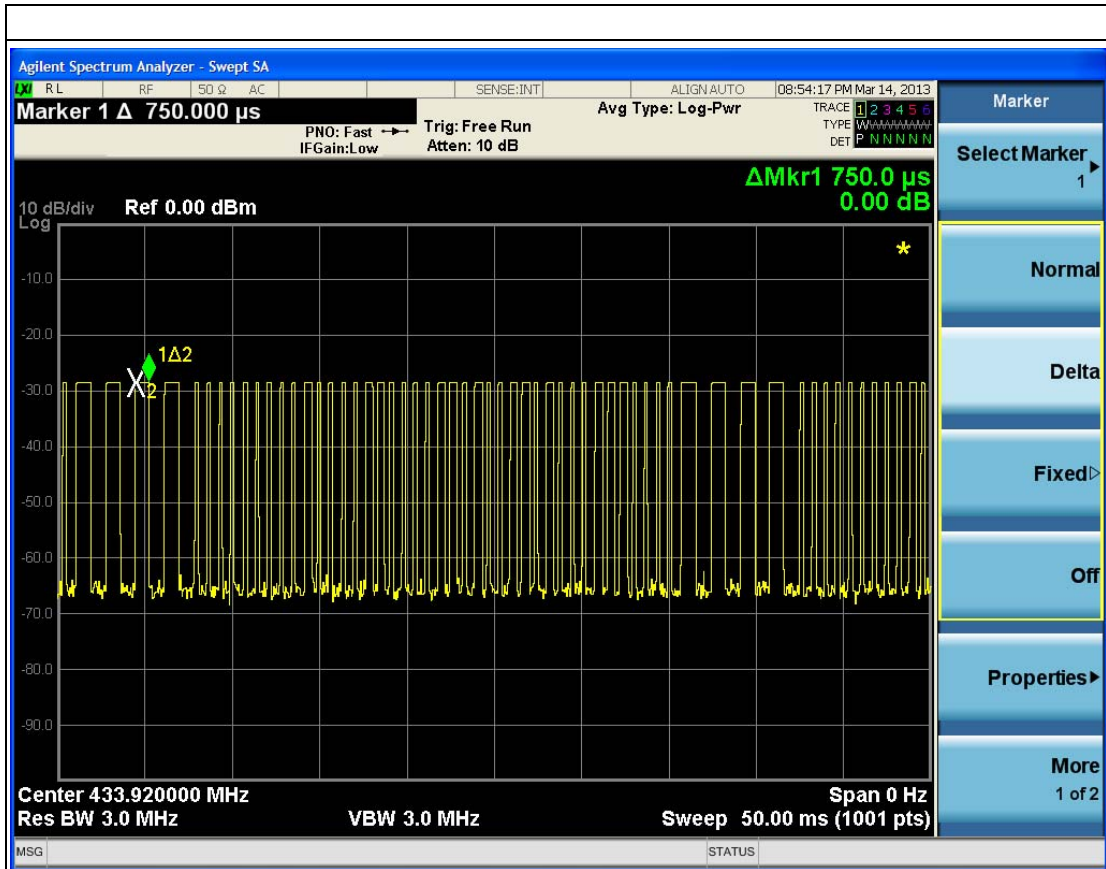 Agilent Spectrum Analyzer - Swept SA
LXI RL RF 50 Ω AC SENSE:INT ALIGN AUTO 08:54:17 PM Mar 14, 2013
Marker 1 Δ 750.000 µs
PNO: Fast
IFGain:Low
Trig: Free Run
Atten: 10 dB
Avg Type: Log-Pwr
TRACE 1 2 3 4 5 6
TYPE WWWWWW
DET P N N N N N
ΔMkr1 750.0 µs
0.00 dB
10 dB/div Ref 0.00 dBm
Log
-10.0
-20.0
-30.0
-40.0
-50.0
-60.0
-70.0
-80.0
-90.0
1Δ2
X2
*
Center 433.920000 MHz Span 0 Hz
Res BW 3.0 MHz VBW 3.0 MHz Sweep 50.00 ms (1001 pts)
MSG STATUS
Marker
Select Marker
1
Normal
Delta
Fixed
Off
Properties
More
1 of 2